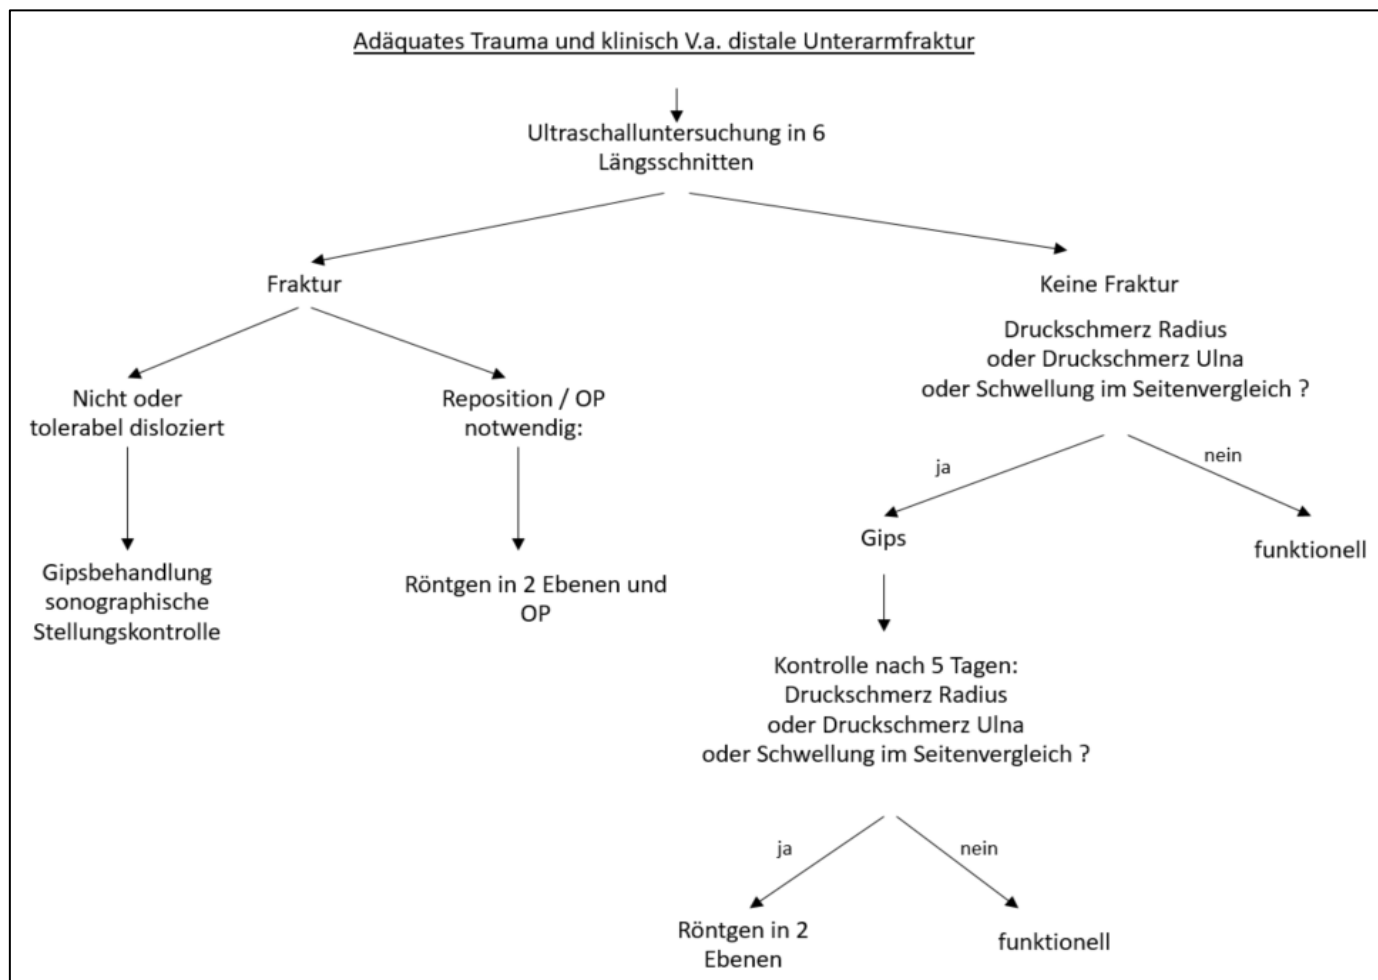 Adäquates Trauma und klinisch V.a. distale Unterarmfraktur
Ultraschalluntersuchung in 6
Längsschnitten
Fraktur
Keine Fraktur
Druckschmerz Radius
oder Druckschmerz Ulna
oder Schwellung im Seitenvergleich ?
Nicht oder
tolerabel disloziert
Reposition / OP
notwendig:
ja
nein
Gipsbehandlung
sonographische
Stellungskontrolle
Röntgen in 2 Ebenen und
OP
Gips
funktionell
Kontrolle nach 5 Tagen:
Druckschmerz Radius
oder Druckschmerz Ulna
oder Schwellung im Seitenvergleich ?
ja
nein
Röntgen in 2
Ebenen
funktionell